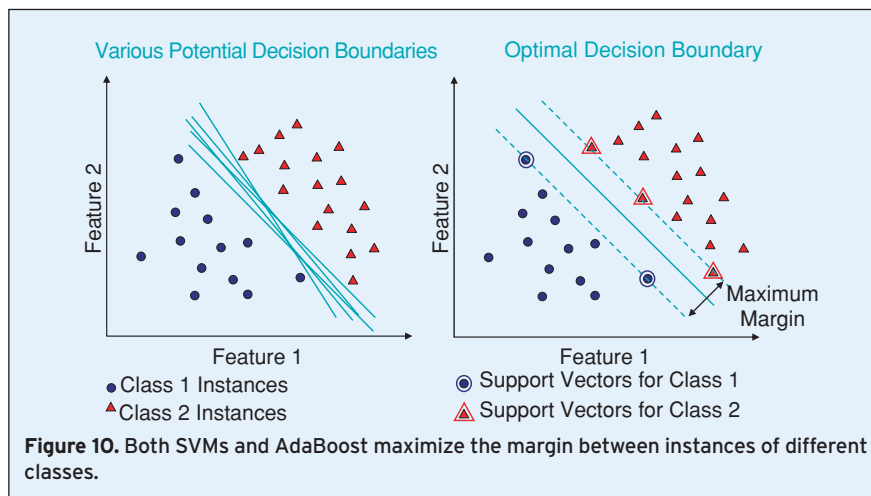 Various Potential Decision Boundaries
Optimal Decision Boundary
Feature 2
Feature 2
Maximum
Margin
Feature 1
Feature 1
Class 1 Instances
Class 2 Instances
Support Vectors for Class 1
Support Vectors for Class 2
Figure 10. Both SVMs and AdaBoost maximize the margin between instances of different
classes.